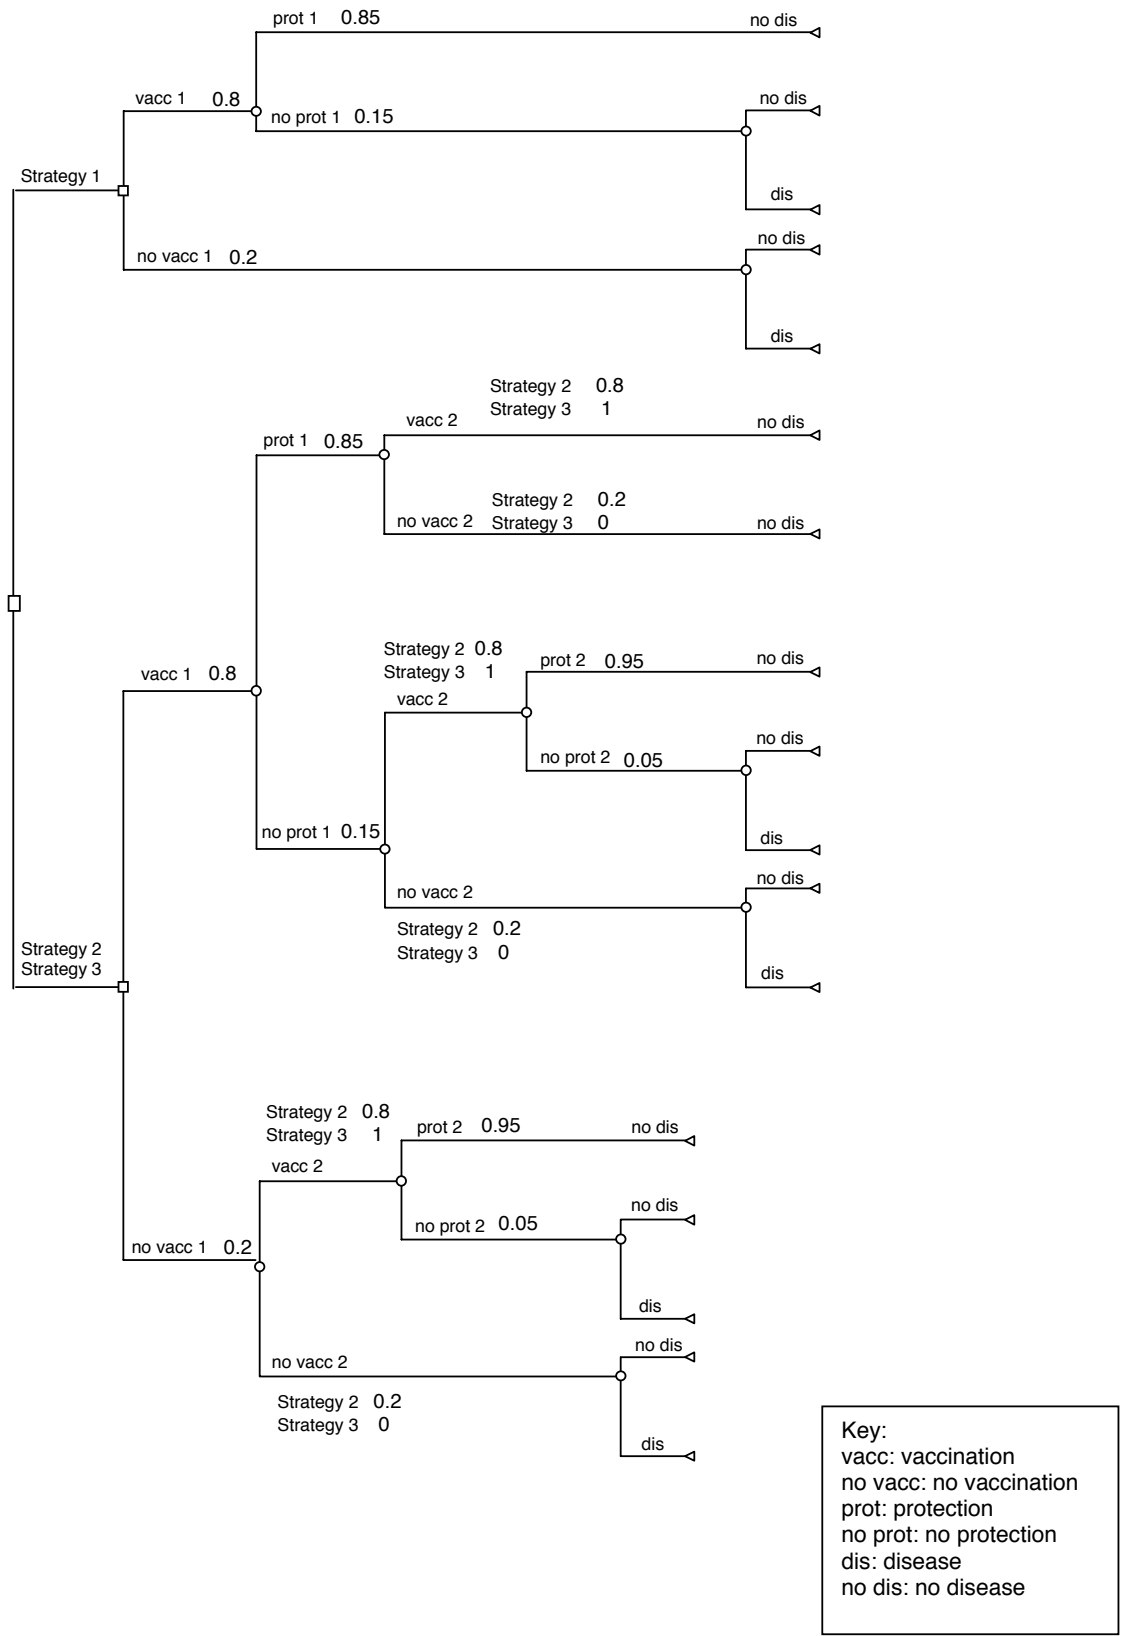 prot 1 0.85 no dis
vacc 1 0.8 no dis
no prot 1 0.15
Strategy 1 dis
no dis
no vacc 1 0.2
dis
Strategy 2 0.8
Strategy 3 1
vacc 2 no dis
prot 1 0.85
Strategy 2 0.2
no vacc 2 Strategy 3 0 no dis
Strategy 2 0.8
Strategy 3 1 prot 2 0.95 no dis
vacc 1 0.8
vacc 2
no dis
no prot 2 0.05
no prot 1 0.15 dis
no dis
no vacc 2
Strategy 2 0.2
Strategy 3 0
Strategy 2
Strategy 3 dis
Strategy 2 0.8
Strategy 3 1 prot 2 0.95 no dis
vacc 2
no dis
no prot 2 0.05
no vacc 1 0.2
dis
no dis
no vacc 2
Strategy 2 0.2
Strategy 3 0
dis
Key:
vacc: vaccination
no vacc: no vaccination
prot: protection
no prot: no protection
dis: disease
no dis: no disease